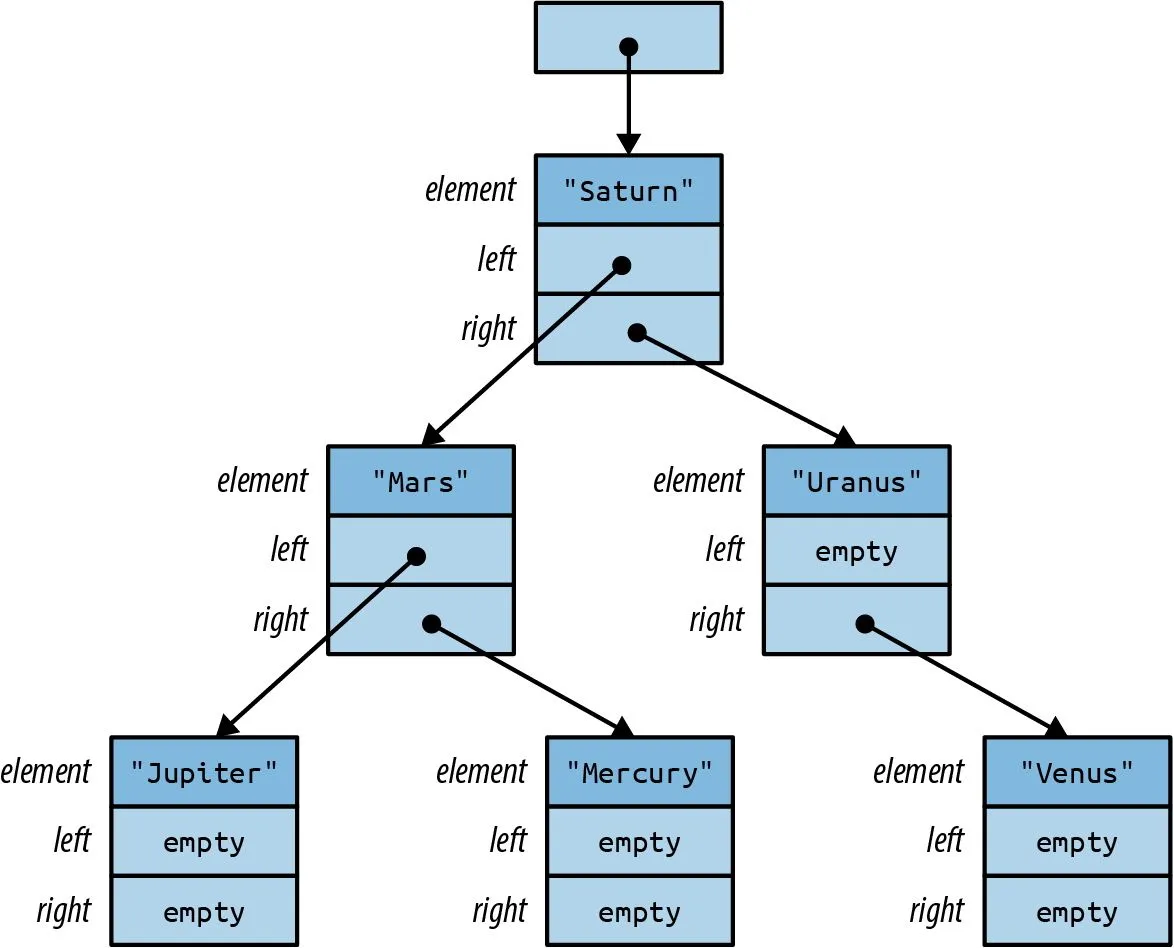 element "Saturn"
left
right
element "Mars"
left
right
element "Uranus"
left empty
right
element "Jupiter"
left empty
right empty
element "Mercury"
left empty
right empty
element "Venus"
left empty
right empty